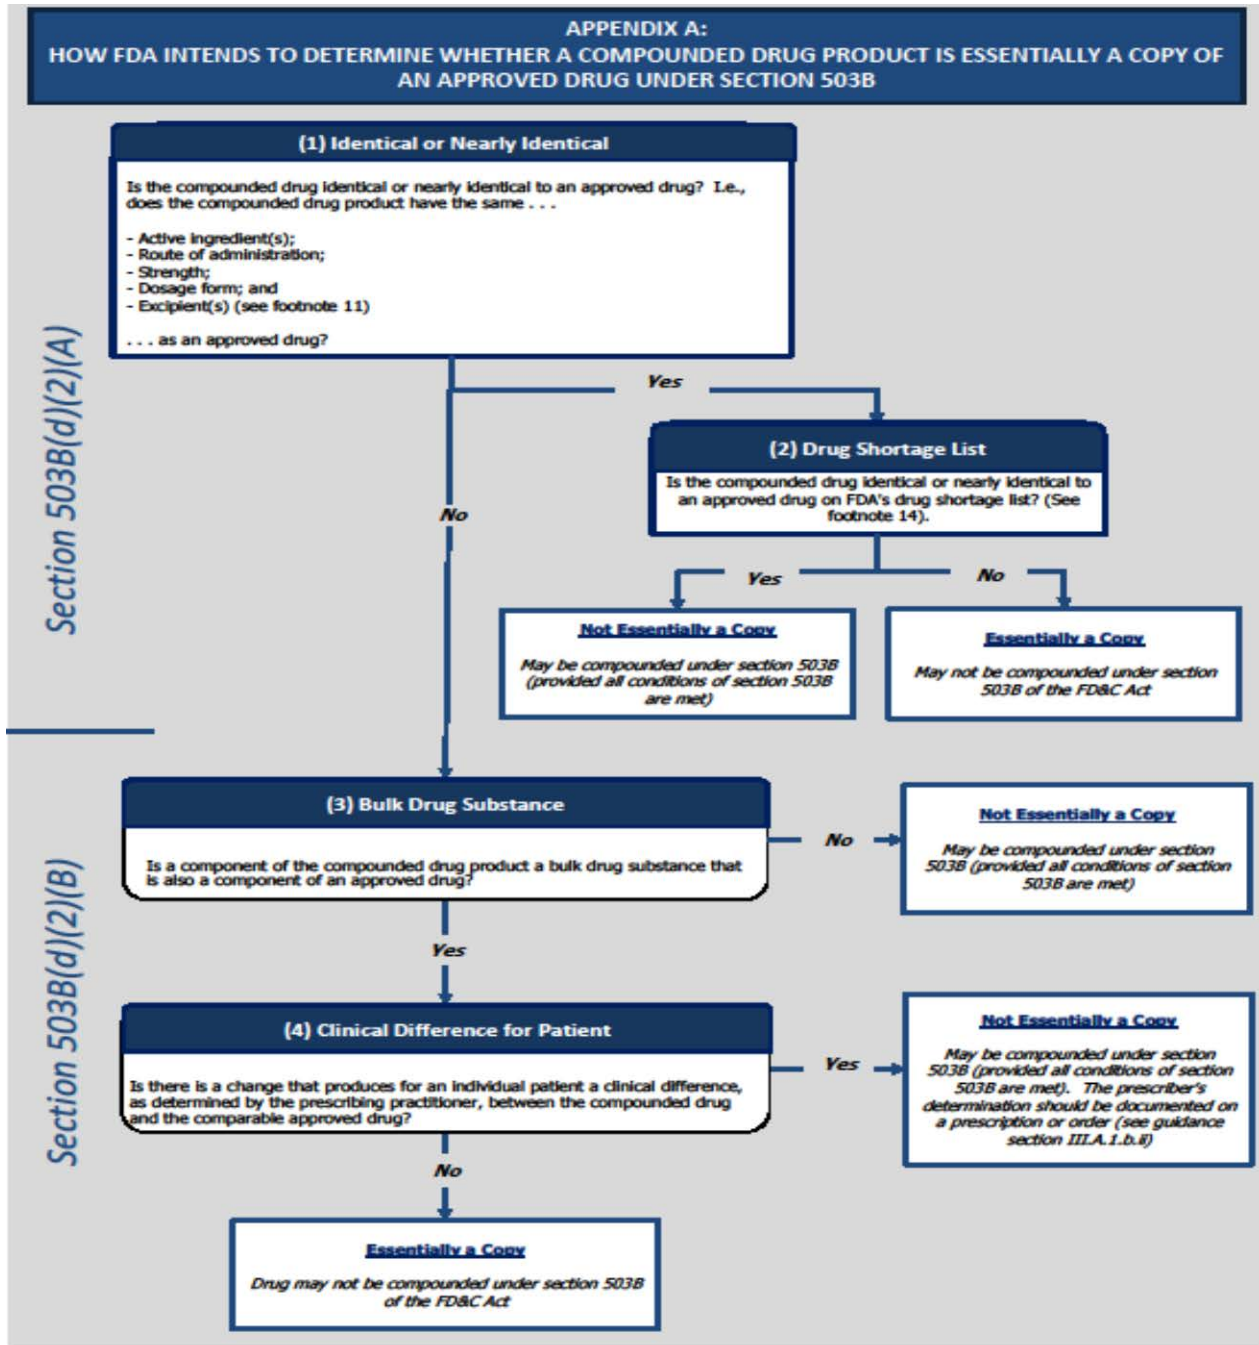 APPENDIX A:
HOW FDA INTENDS TO DETERMINE WHETHER A COMPOUNDED DRUG PRODUCT IS ESSENTIALLY A COPY OF
AN APPROVED DRUG UNDER SECTION 503B
Section 503B(d)(2)(A)
(1) Identical or Nearly Identical
Is the compounded drug identical or nearly identical to an approved drug? I.e.,
does the compounded drug product have the same . . .
- Active ingredient(s);
- Route of administration;
- Strength;
- Dosage form; and
- Excipient(s) (see footnote 11)
. . . as an approved drug?
Yes
No
(2) Drug Shortage List
Is the compounded drug identical or nearly identical to
an approved drug on FDA's drug shortage list? (See
footnote 14).
Yes
No
Not Essentially a Copy
May be compounded under section 503B
(provided all conditions of section 503B
are met)
Essentially a Copy
May not be compounded under section
503B of the FD&C Act
Section 503B(d)(2)(B)
(3) Bulk Drug Substance
Is a component of the compounded drug product a bulk drug substance that
is also a component of an approved drug?
No
Not Essentially a Copy
May be compounded under section
503B (provided all conditions of section
503B are met)
Yes
(4) Clinical Difference for Patient
Is there is a change that produces for an individual patient a clinical difference,
as determined by the prescribing practitioner, between the compounded drug
and the comparable approved drug?
Yes
Not Essentially a Copy
May be compounded under section
503B (provided all conditions of section
503B are met). The prescriber's
determination should be documented on
a prescription or order (see guidance
section III.A.1.b.ii)
No
Essentially a Copy
Drug may not be compounded under section 503B
of the FD&C Act